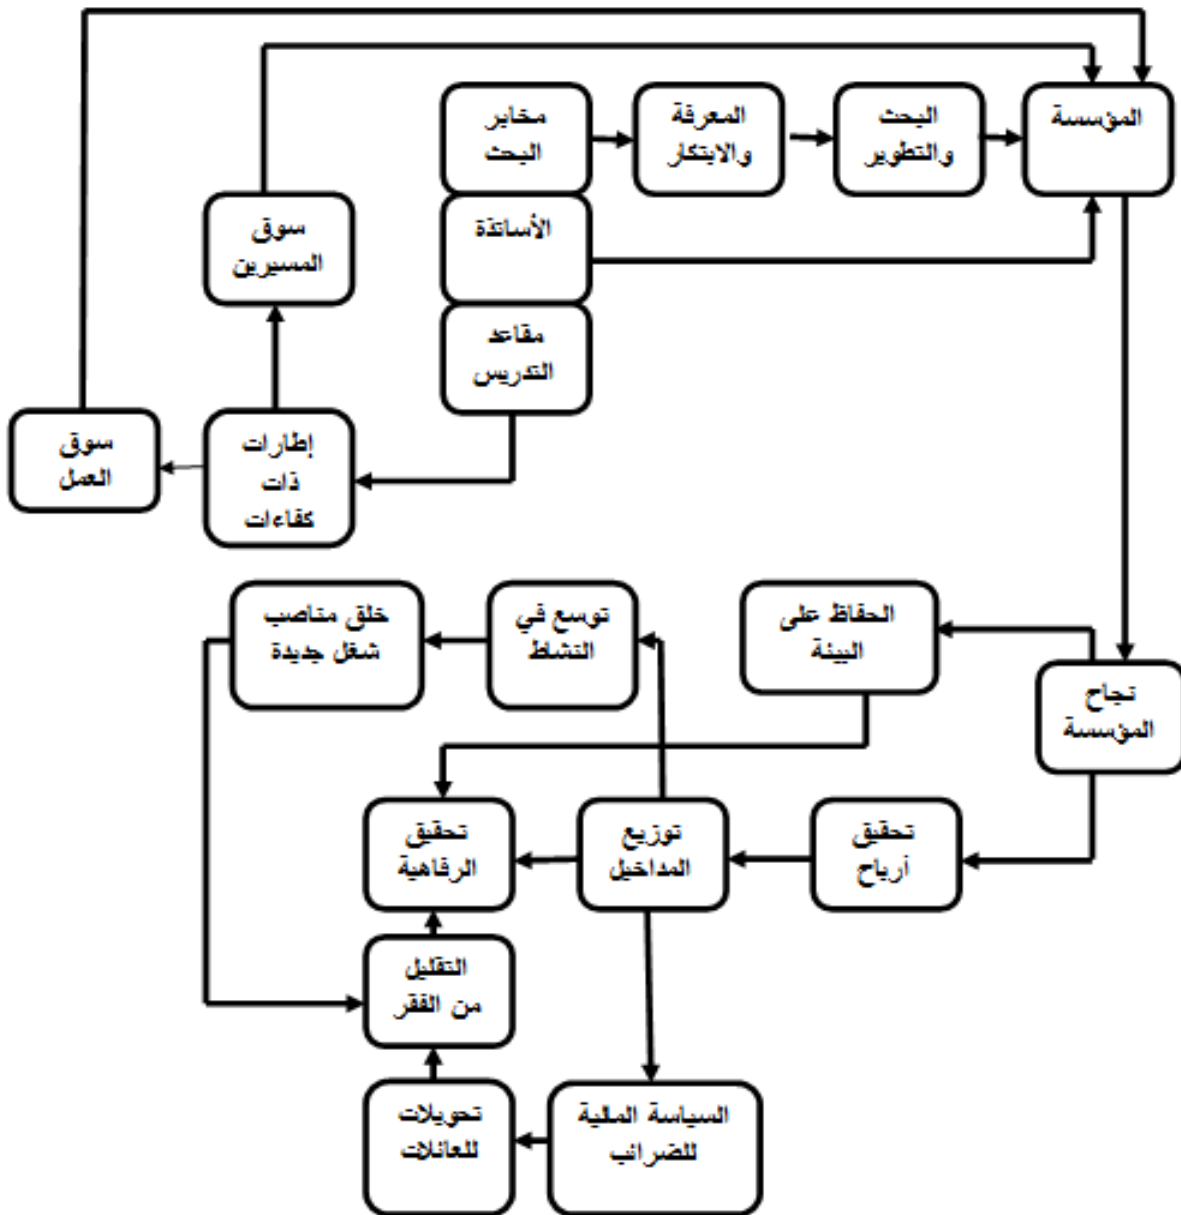 مخابر
البحث
المعرفة
والابتكار
البحث
والتطوير
المؤسسة
الأساتذة
سوق
المسيرين
مقاعد
التدريس
إطارات
ذات
كفاءات
سوق
العمل
الحفاظ على
البيئة
توسع في
النشاط
خلق مناصب
شغل جديدة
نجاح
المؤسسة
تحقيق
أرباح
توزيع
المداخيل
تحقيق
الرفاهية
التقليل
من الفقر
السياسة المالية
للضرائب
تحويلات
للعائلات